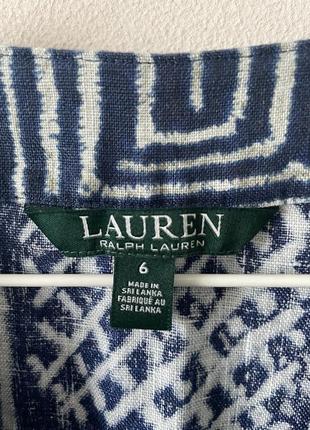 LAUREN
RALPH LAUREN
6
MADE IN
SRI LANKA
FABRIQUÉ AU
SRI LANKA